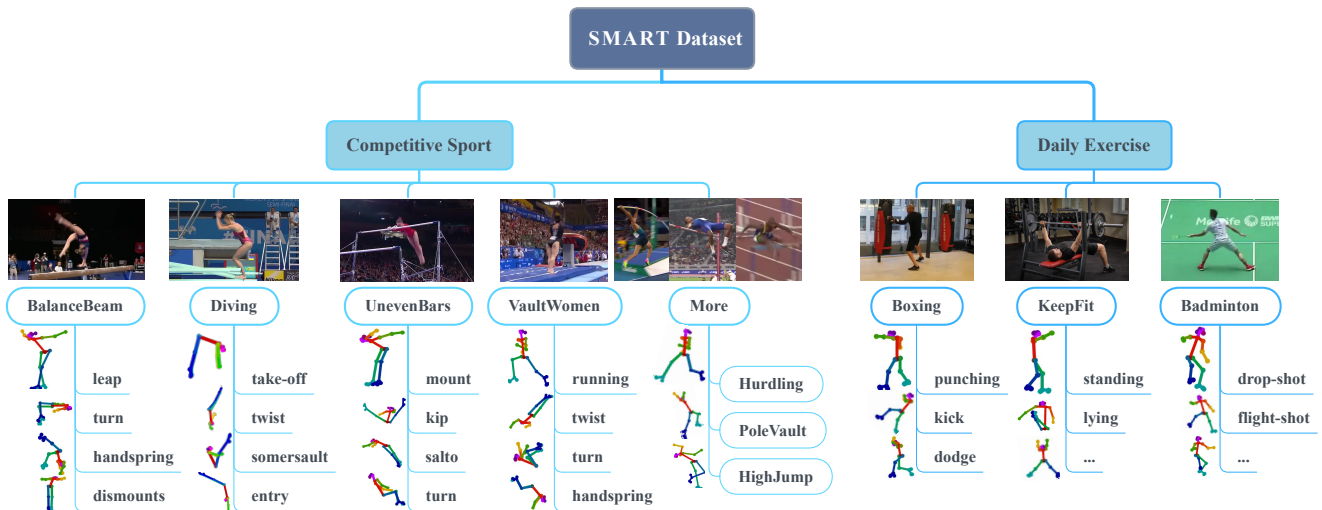 SMART Dataset
Competitive Sport
Daily Exercise
BalanceBeam
Diving
UnevenBars
VaultWomen
More
Boxing
KeepFit
Badminton
leap
turn
handspring
dismounts
take-off
twist
somersault
entry
mount
kip
salto
turn
running
twist
turn
handspring
Hurdling
PoleVault
HighJump
punching
kick
dodge
standing
lying
...
drop-shot
flight-shot
...